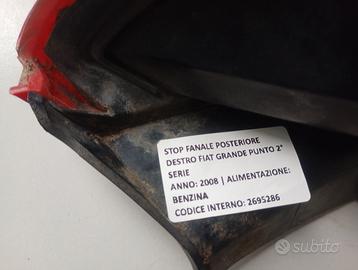 STOP FANALE POSTERIORE
DESTRO FIAT GRANDE PUNTO 2°
SERIE
ANNO: 2008 | ALIMENTAZIONE:
BENZINA
CODICE INTERNO: 2695286
subito